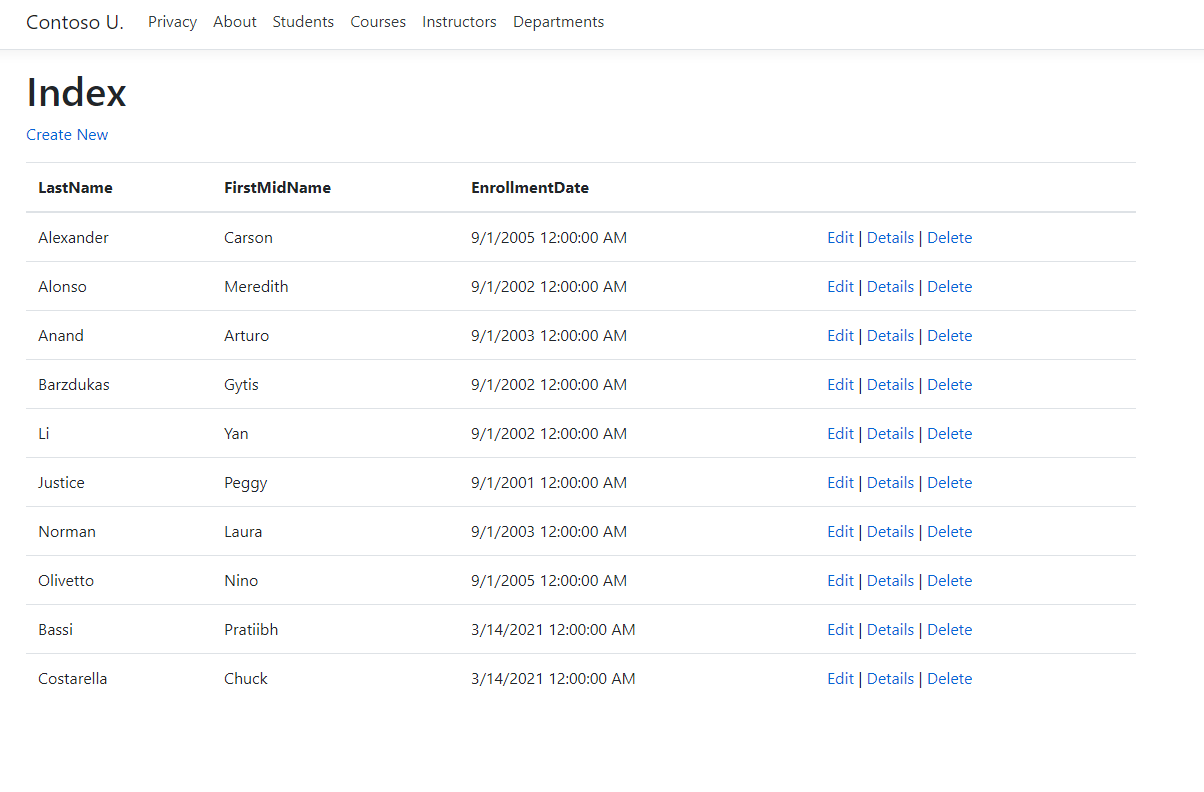 Contoso U. Privacy About Students Courses Instructors Departments
Index
Create New
LastName FirstMidName EnrollmentDate
Alexander Carson 9/1/2005 12:00:00 AM Edit | Details | Delete
Alonso Meredith 9/1/2002 12:00:00 AM Edit | Details | Delete
Anand Arturo 9/1/2003 12:00:00 AM Edit | Details | Delete
Barzdukas Gytis 9/1/2002 12:00:00 AM Edit | Details | Delete
Li Yan 9/1/2002 12:00:00 AM Edit | Details | Delete
Justice Peggy 9/1/2001 12:00:00 AM Edit | Details | Delete
Norman Laura 9/1/2003 12:00:00 AM Edit | Details | Delete
Olivetto Nino 9/1/2005 12:00:00 AM Edit | Details | Delete
Bassi Pratiibh 3/14/2021 12:00:00 AM Edit | Details | Delete
Costarella Chuck 3/14/2021 12:00:00 AM Edit | Details | Delete